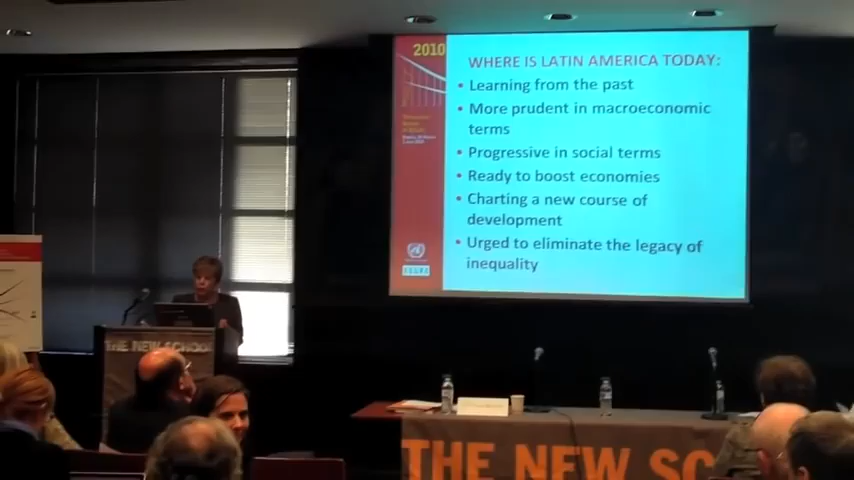 2010
WHERE IS LATIN AMERICA TODAY:
• Learning from the past
• More prudent in macroeconomic
terms
• Progressive in social terms
• Ready to boost economies
• Charting a new course of
development
• Urged to eliminate the legacy of
inequality
THE NEW SCHOOL
THE NEW SC